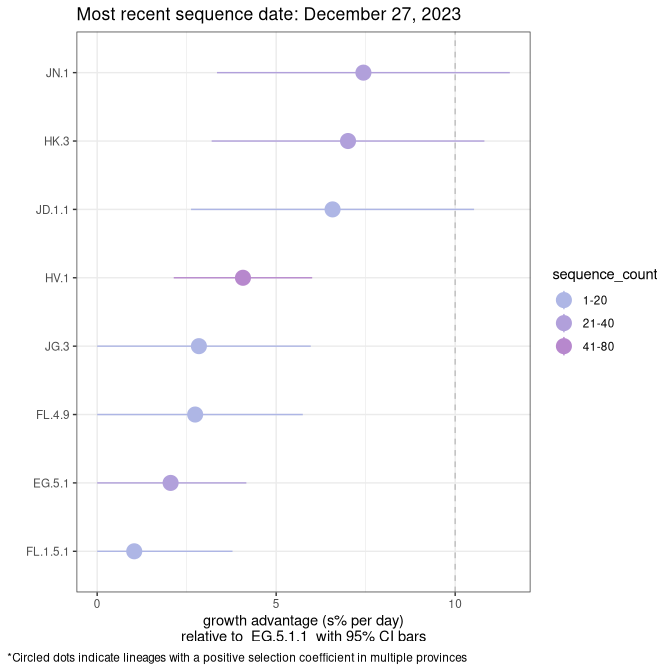 Most recent sequence date: December 27, 2023
JN.1
HK.3
JD.1.1
HV.1
JG.3
FL.4.9
EG.5.1
FL.1.5.1
0
5
10
growth advantage (s% per day)
relative to  EG.5.1.1  with 95% CI bars
sequence_count
1-20
21-40
41-80
*Circled dots indicate lineages with a positive selection coefficient in multiple provinces